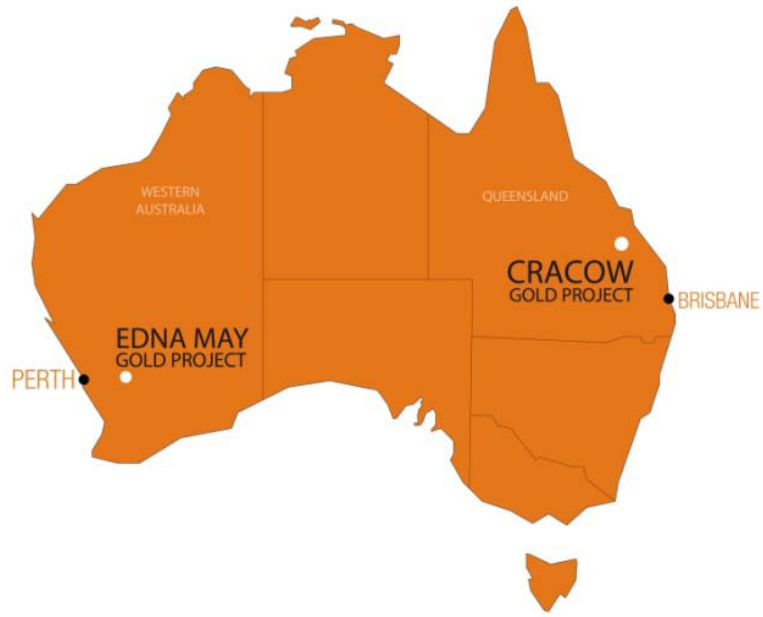 WESTERN
AUSTRALIA
QUEENSLAND
CRACOW
GOLD PROJECT
BRISBANE
EDNA MAY
GOLD PROJECT
PERTH